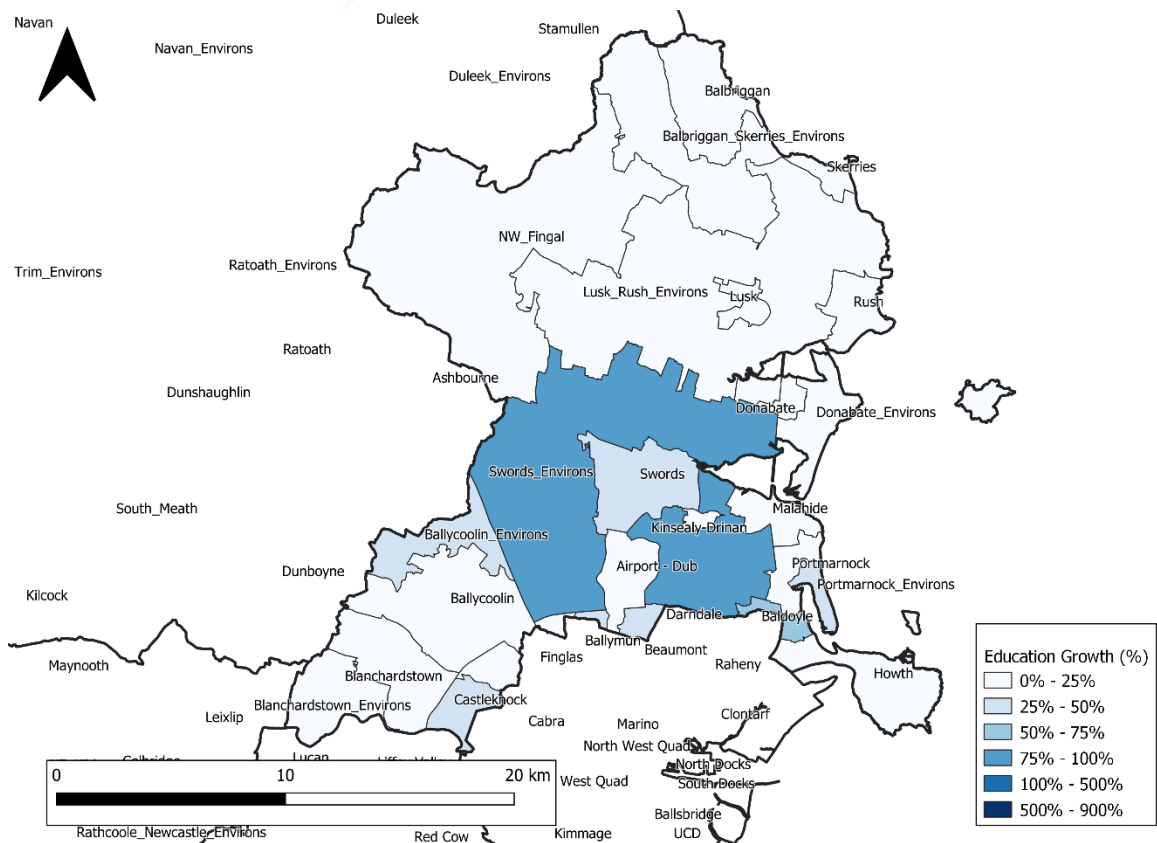 Navan
Duleek
Stamullen
Navan_Environs
Duleek_Environs
Balbriggan
Balbriggan_Skerries_Environs
Skerries
NW_Fingal
Ratoath_Environs
Trim_Environs
Lusk_Rush_Environs
Lusk
Rush
Ratoath
Ashbourne
Dunshaughlin
Donabate
Donabate_Environs
Swords_Environs
Swords
South_Meath
Malahide
Kinsealy-Drinan
Ballycoolin_Environs
Portmarnock
Airport - Dub
Dunboyne
Portmarnock_Environs
Kilcock
Ballycoolin
Darndale
Baldoyle
Ballymun
Beaumont
Finglas
Raheny
Maynooth
Howth
Blanchardstown
Castleknock
Blanchardstown_Environs
Leixlip
Cabra
Marino
Clontarf
North West Quad
Lucan
North Docks
West Quad
South Docks
Ballsbridge
Rathcoole_Newcastle_Environs
Red Cow
Kimmage
UCD
0 10 20 km
Education Growth (%)
0% - 25%
25% - 50%
50% - 75%
75% - 100%
100% - 500%
500% - 900%